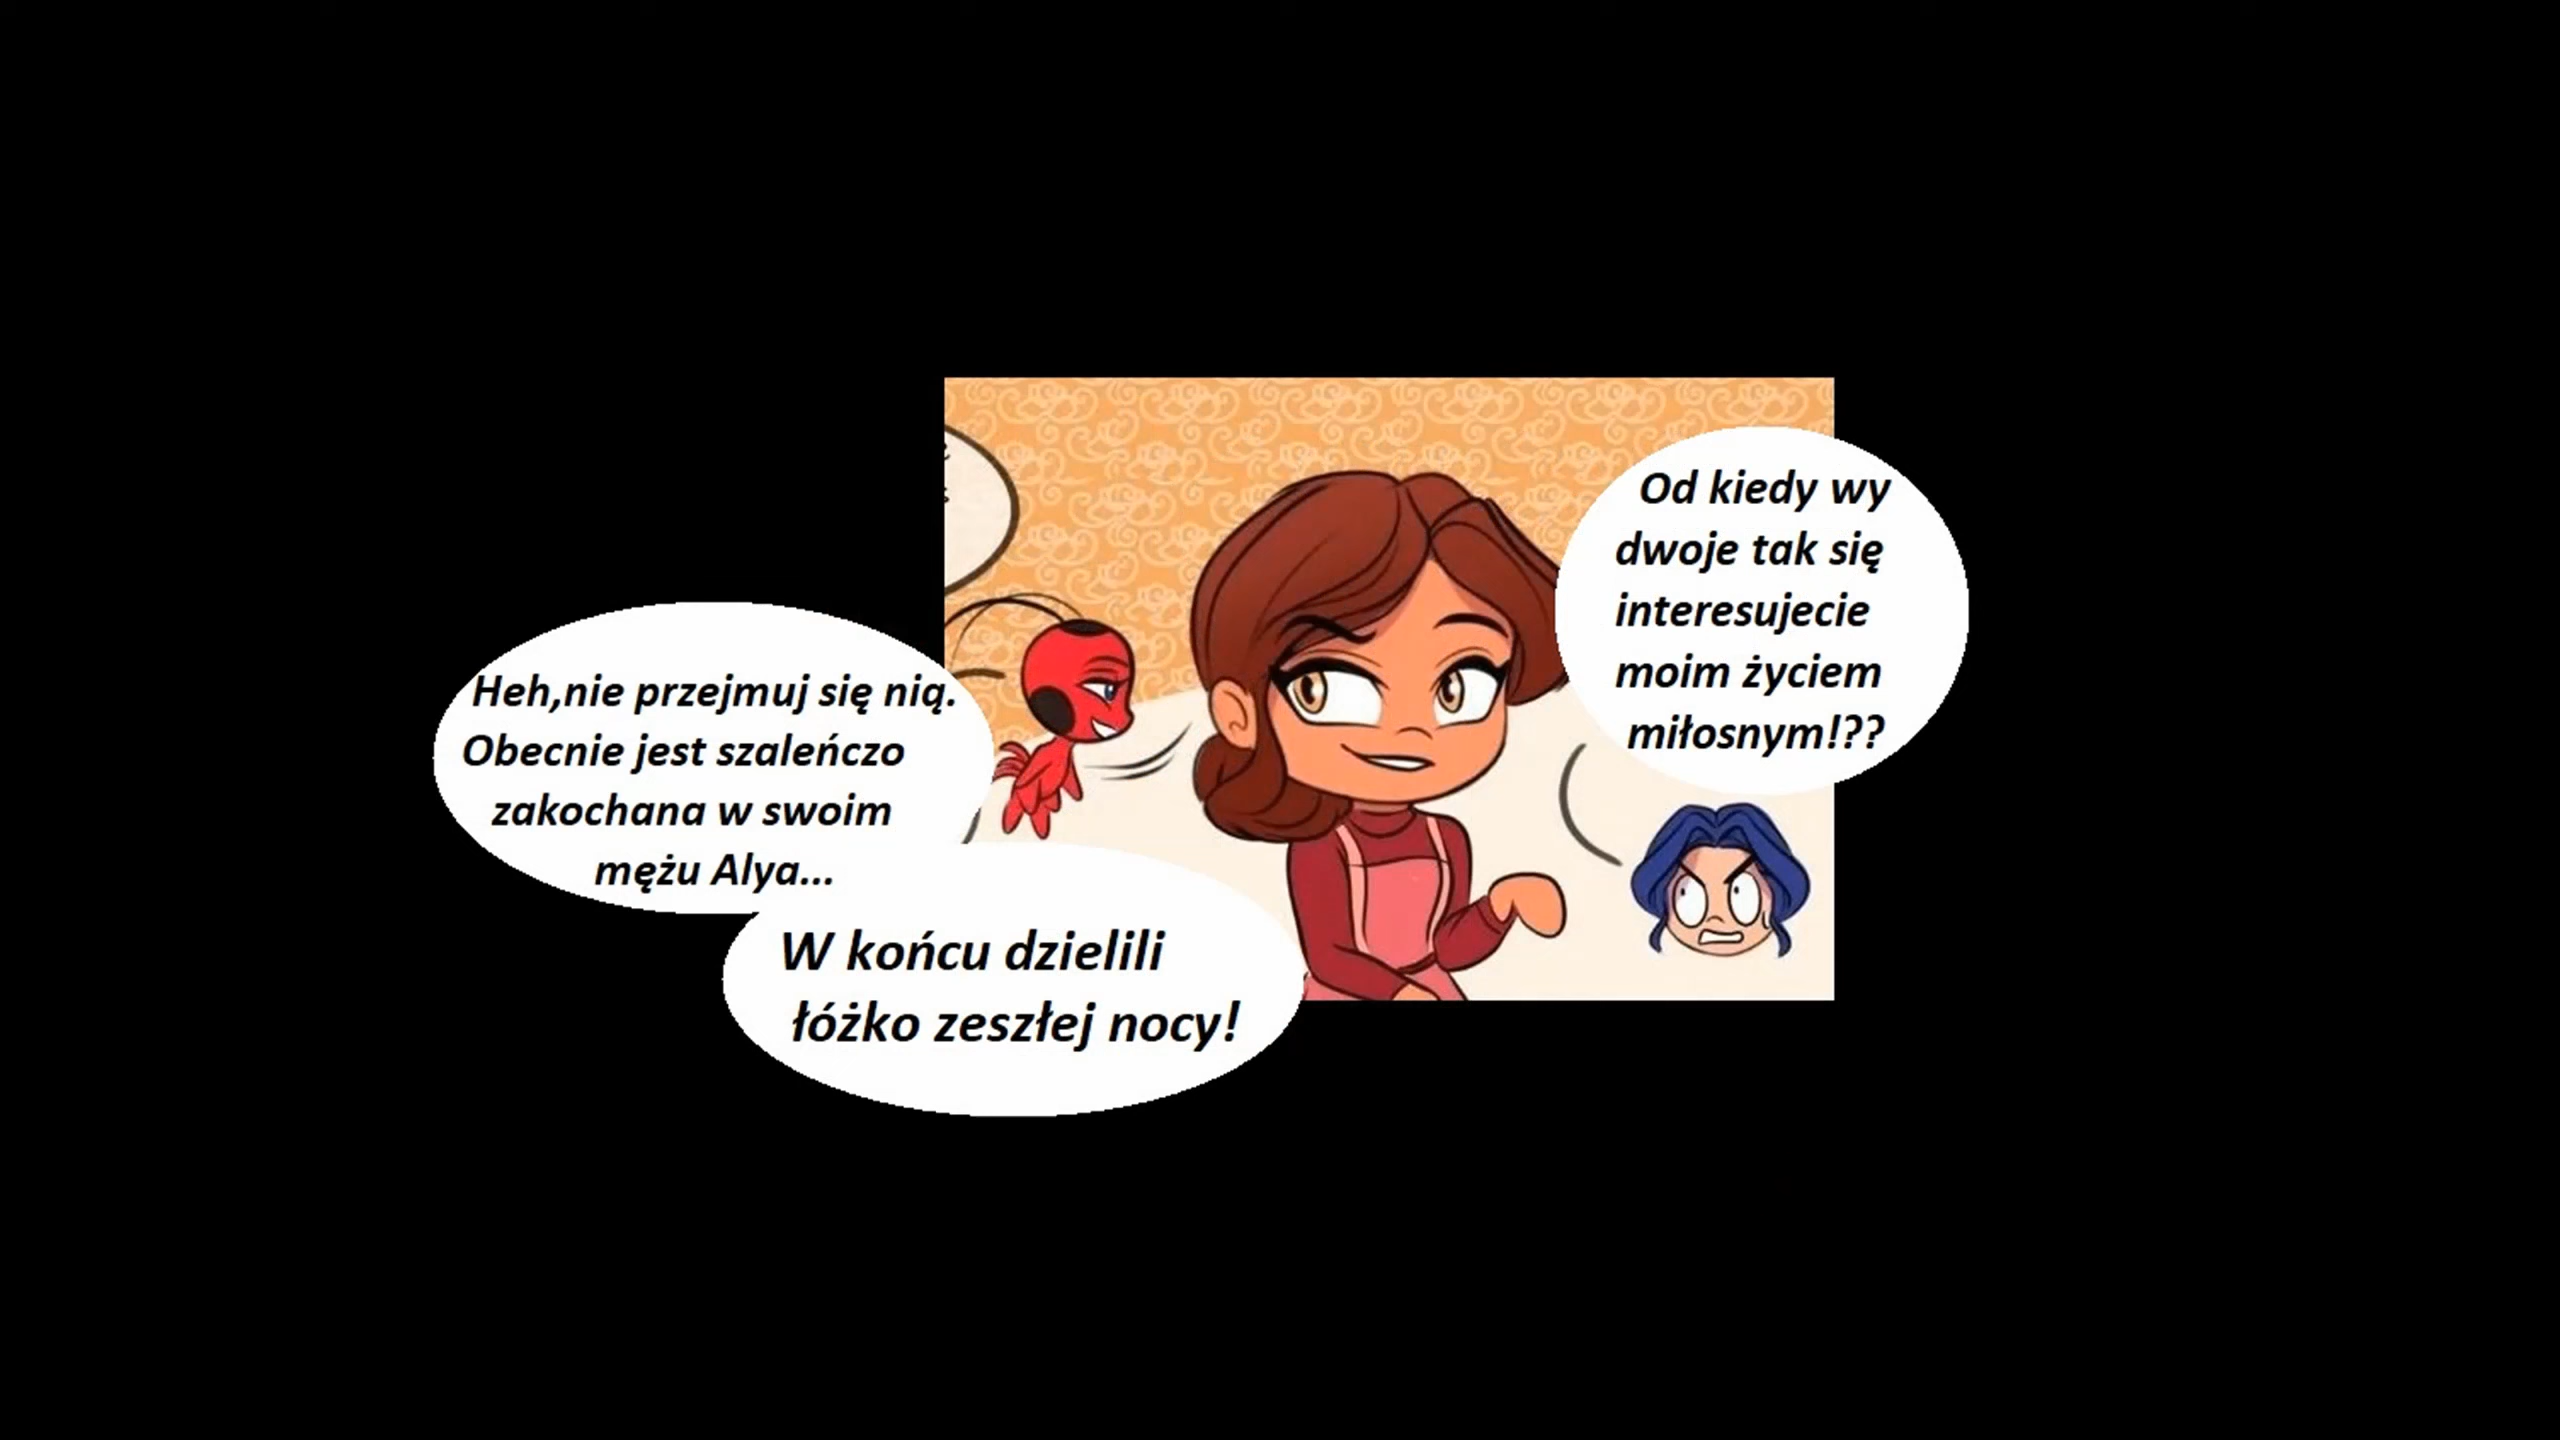 Heh,nie przejmuj się nią.
Obecnie jest szaleńczo
zakochana w swoim
mężu Alya...
W końcu dzielili
łóżko zeszłej nocy!
Od kiedy wy
dwoje tak się
interesujecie
moim życiem
miłosnym!??